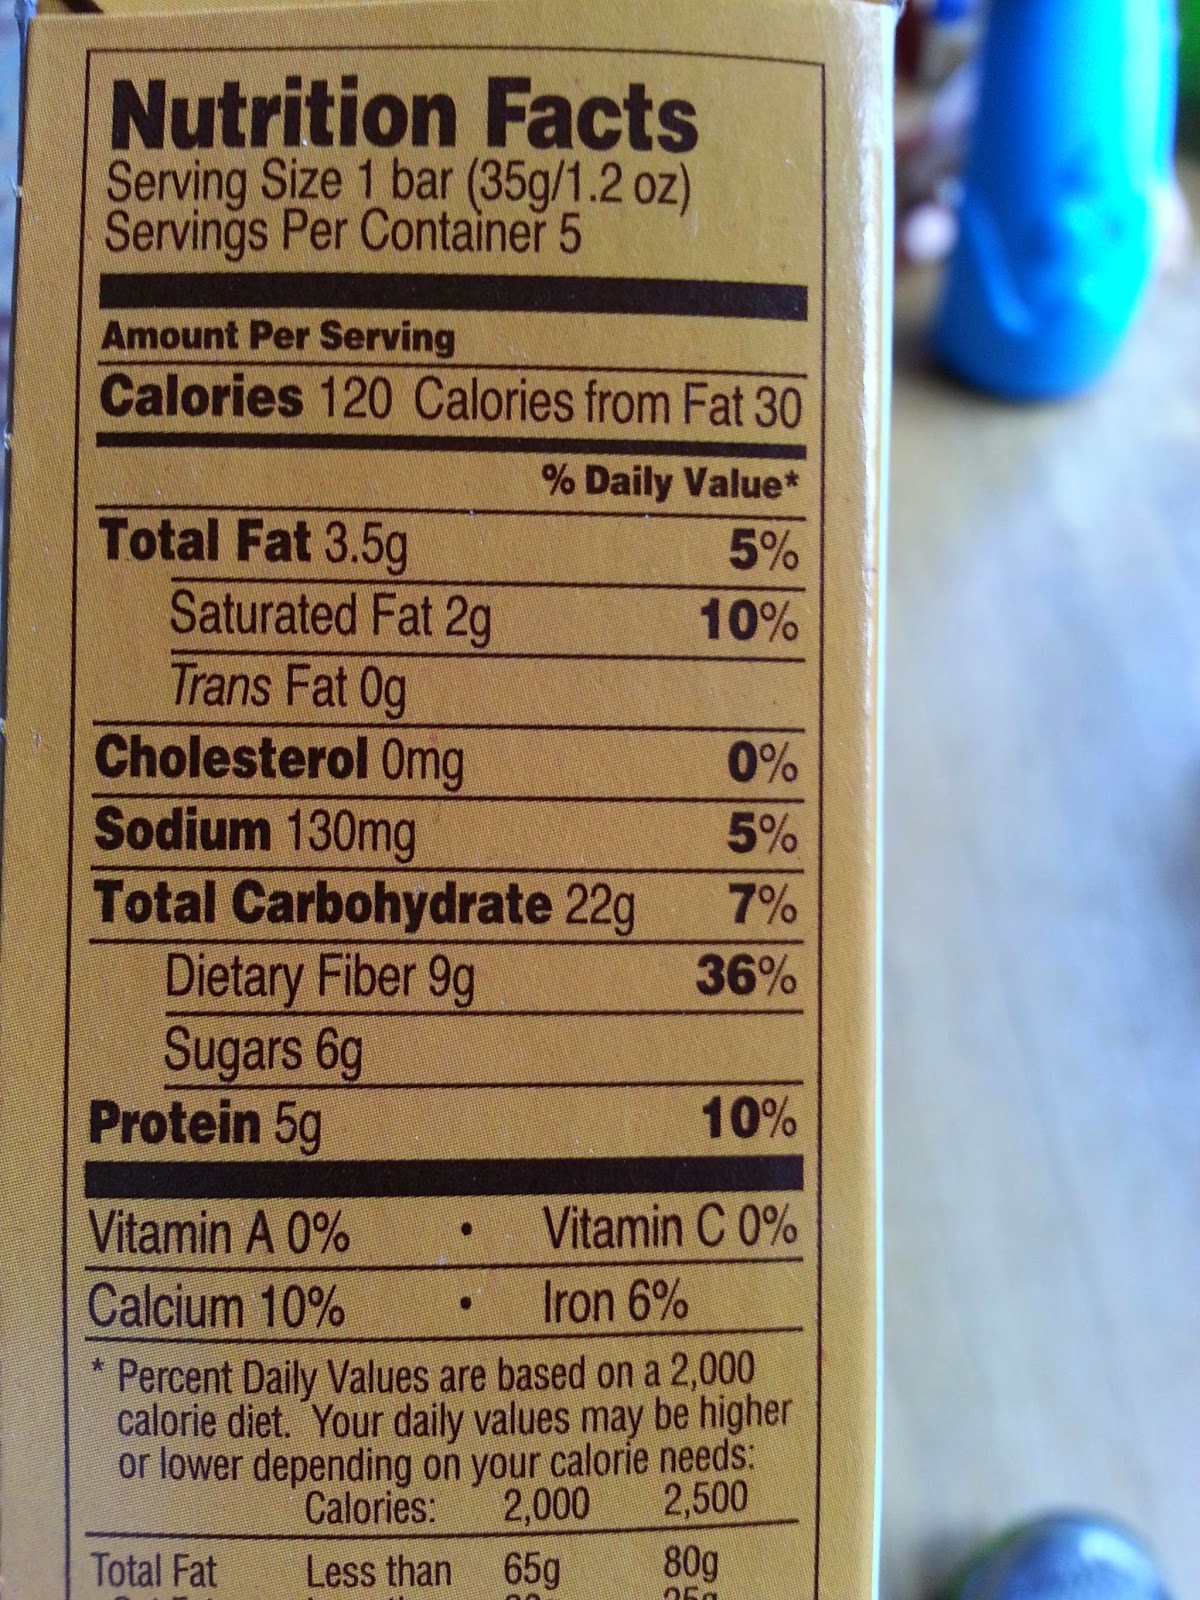 Nutrition Facts
Serving Size 1 bar (35g/1.2 oz)
Servings Per Container 5
Amount Per Serving
Calories 120 Calories from Fat 30
% Daily Value*
Total Fat 3.5g 5%
Saturated Fat 2g 10%
Trans Fat 0g
Cholesterol 0mg 0%
Sodium 130mg 5%
Total Carbohydrate 22g 7%
Dietary Fiber 9g 36%
Sugars 6g
Protein 5g 10%
Vitamin A 0% • Vitamin C 0%
Calcium 10% • Iron 6%
* Percent Daily Values are based on a 2,000
calorie diet. Your daily values may be higher
or lower depending on your calorie needs:
Calories: 2,000 2,500
Total Fat Less than 65g 80g